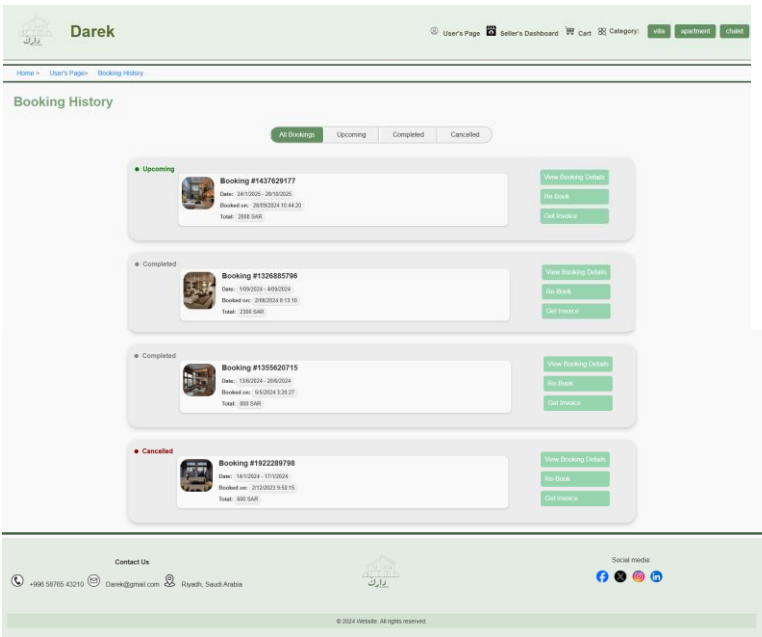 دارك
Darek
User's Page Seller's Dashboard Cart Category: villa apartment chalet
Home > User's Page> Booking History
Booking History
All Bookings Upcoming Completed Cancelled
Upcoming
Booking #1437629177
Date: 24/1/2025 - 28/10/2025
Booked on: 26/09/2024 10:44:20
Total: 2000 SAR
View Booking Details
Re-Book
Get Invoice
Completed
Booking #1326885796
Date: 1/09/2024 - 4/09/2024
Booked on: 2/08/2024 8:13:10
Total: 2300 SAR
View Booking Details
Re-Book
Get Invoice
Completed
Booking #1355620715
Date: 13/6/2024 - 20/6/2024
Booked on: 5/5/2024 3:20:27
Total: 800 SAR
View Booking Details
Re-Book
Get Invoice
Cancelled
Booking #1922289798
Date: 14/1/2024 - 17/1/2024
Booked on: 2/12/2023 9:50:15
Total: 600 SAR
View Booking Details
Re-Book
Get Invoice
Contact Us
+996 56765 43210 Darek@gmail.com Riyadh, Saudi Arabia
دارك
Social media:
© 2024 Website. All rights reserved.